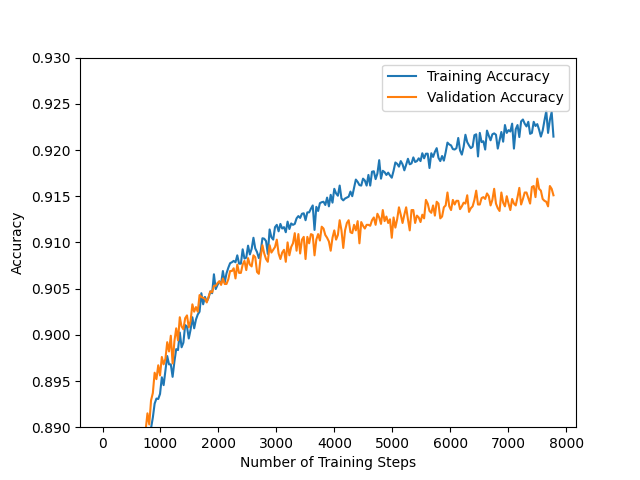 0.930
0.925
0.920
0.915
0.910
0.905
0.900
0.895
0.890
Accuracy
Training Accuracy
Validation Accuracy
0 1000 2000 3000 4000 5000 6000 7000 8000
Number of Training Steps